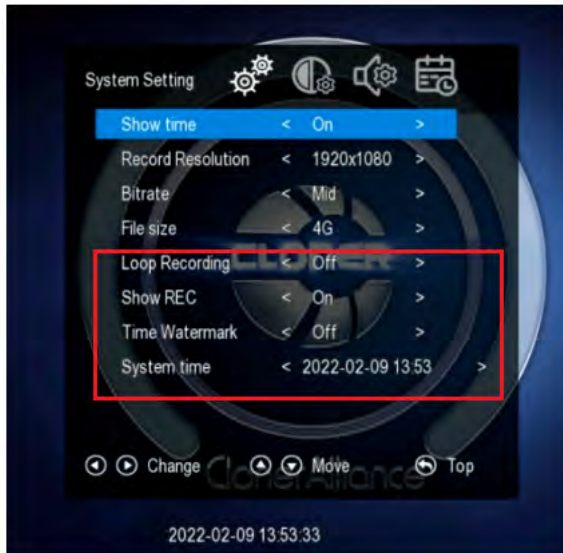 System Setting
Show time < On >
Record Resolution < 1920x1080 >
Bitrate < Mid >
File size < 4G >
Loop Recording < Off >
Show REC < On >
Time Watermark < Off >
System time < 2022-02-09 13:53 >
Change Move Top
ClonerAlliance
2022-02-09 13:53:33